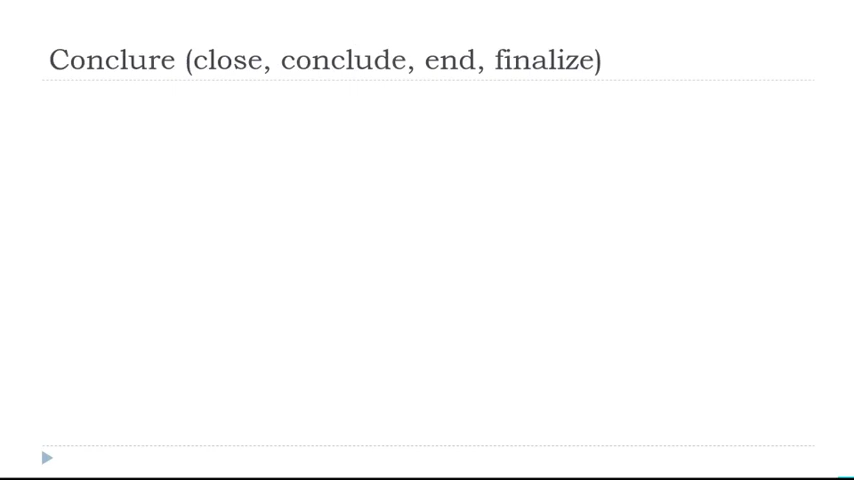 Conclure (close, conclude, end, finalize)